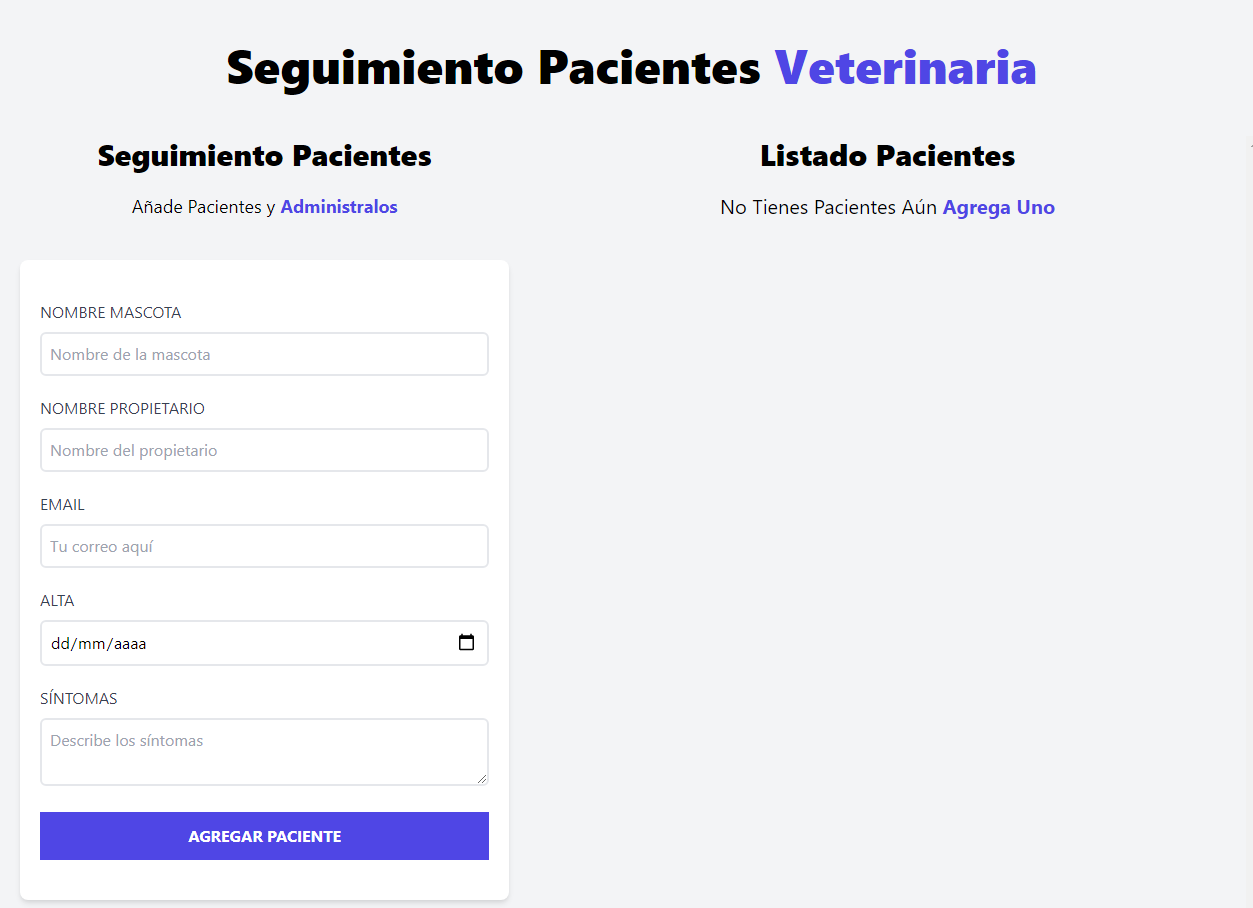 Seguimiento Pacientes Veterinaria
Seguimiento Pacientes
Añade Pacientes y Administralos
NOMBRE MASCOTA
Nombre de la mascota
NOMBRE PROPIETARIO
Nombre del propietario
EMAIL
Tu correo aquí
ALTA
dd/mm/aaaa
SÍNTOMAS
Describe los síntomas
AGREGAR PACIENTE
Listado Pacientes
No Tienes Pacientes Aún Agrega Uno